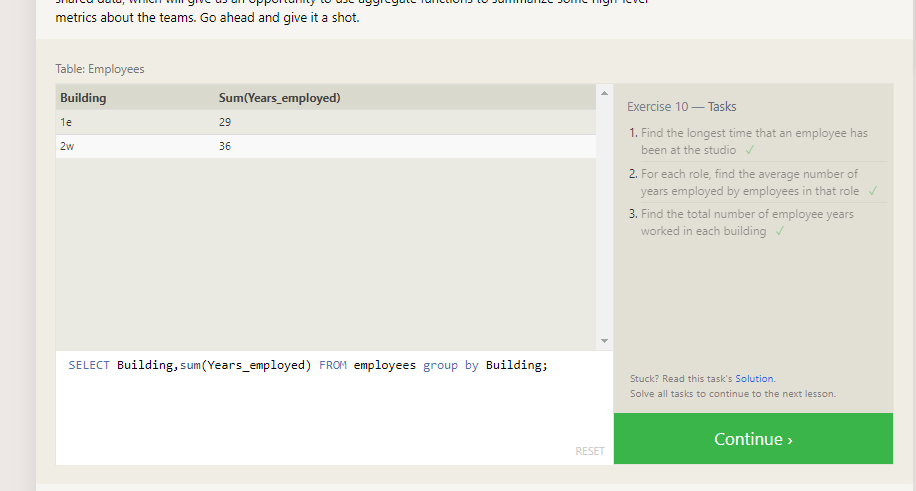 metrics about the teams. Go ahead and give it a shot.
Table: Employees
Building Sum(Years_employed)
1e 29
2w 36
SELECT Building,sum(Years_employed) FROM employees group by Building;
RESET
Exercise 10 — Tasks
1. Find the longest time that an employee has
been at the studio ✓
2. For each role, find the average number of
years employed by employees in that role ✓
3. Find the total number of employee years
worked in each building ✓
Stuck? Read this task's Solution.
Solve all tasks to continue to the next lesson.
Continue ›